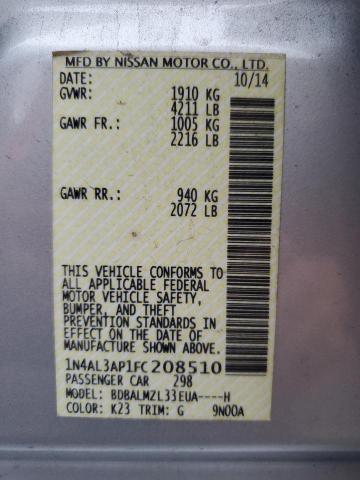 MFD BY NISSAN MOTOR CO., LTD.
DATE: 10/14
GVWR: 1910 KG
4211 LB
GAWR FR.: 1005 KG
2216 LB
GAWR RR.: 940 KG
2072 LB
THIS VEHICLE CONFORMS TO
ALL APPLICABLE FEDERAL
MOTOR VEHICLE SAFETY,
BUMPER, AND THEFT
PREVENTION STANDARDS IN
EFFECT ON THE DATE OF
MANUFACTURE SHOWN ABOVE.
1N4AL3AP1FC208510
PASSENGER CAR 298
MODEL: BDBALMZL33EUA----H
COLOR: K23 TRIM: G 9N00A